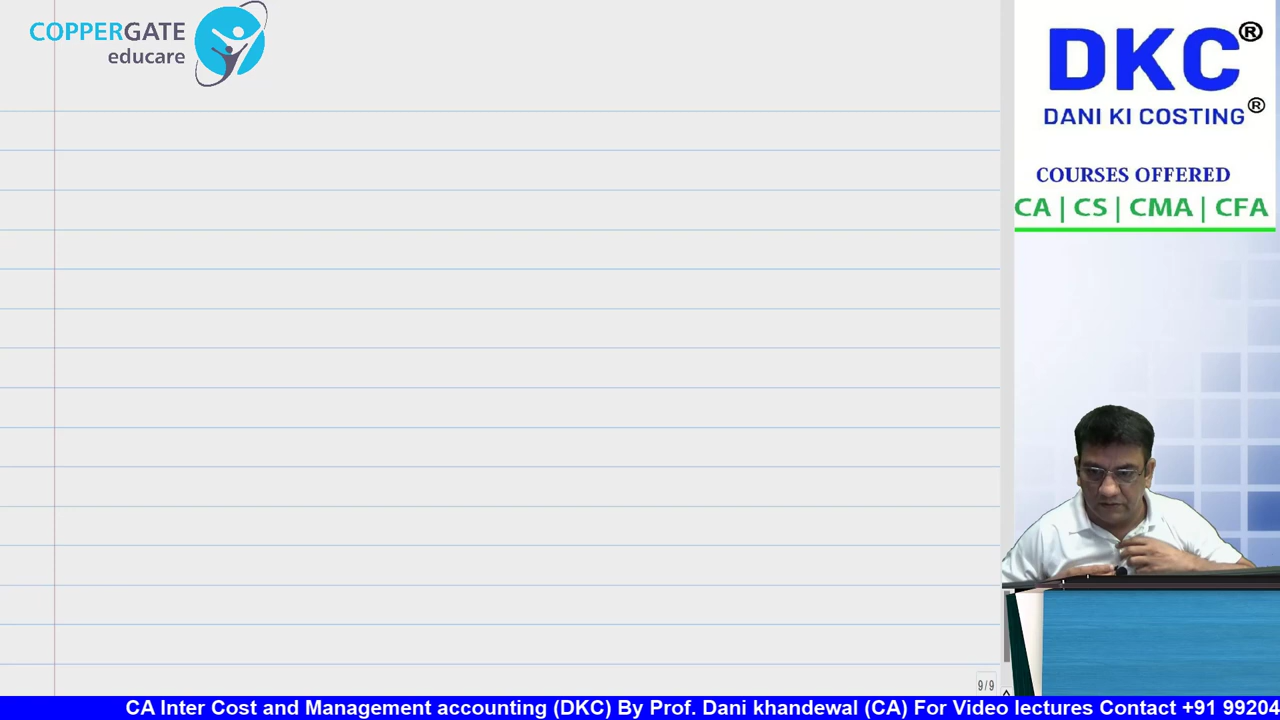 COPPERGATE
educare
DKC®
DANI KI COSTING®
COURSES OFFERED
CA | CS | CMA | CFA
9/9
CA Inter Cost and Management accounting (DKC) By Prof. Dani khandewal (CA) For Video lectures Contact +91 99204